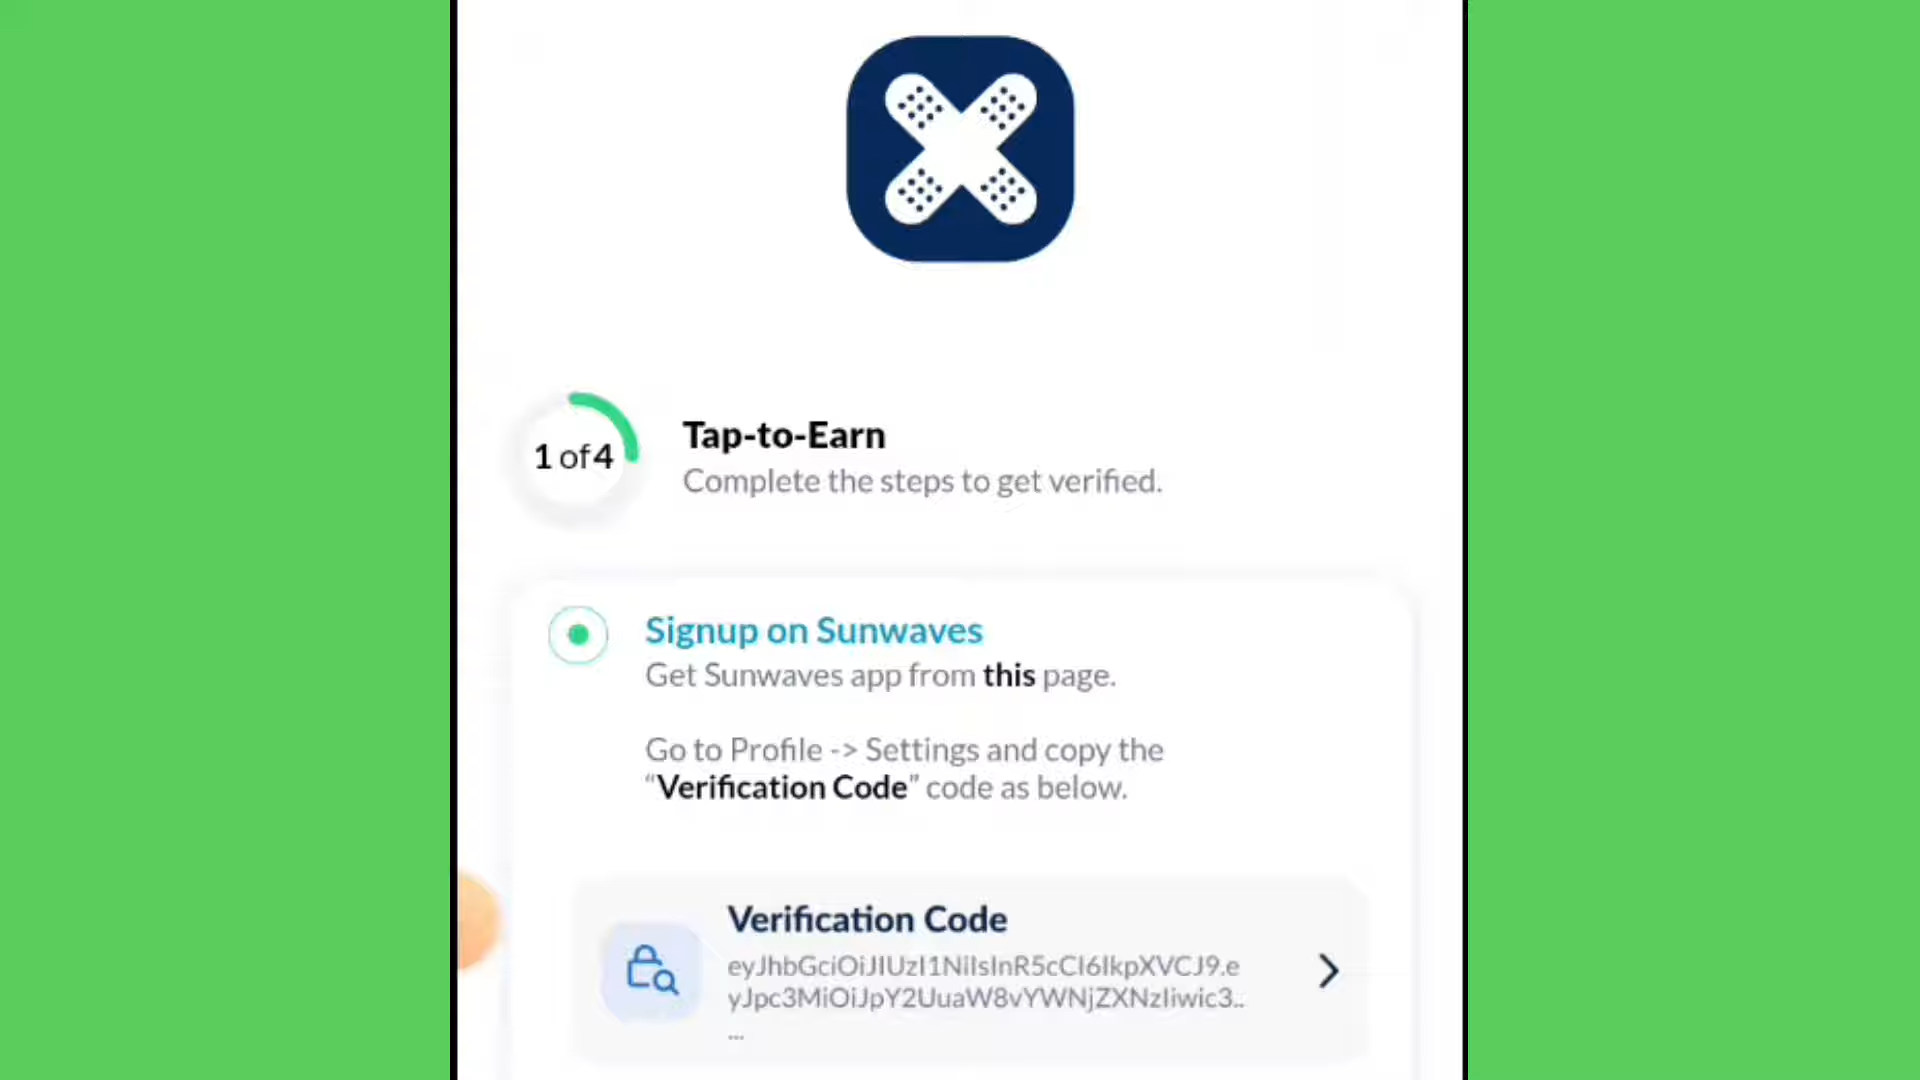 1 of 4
Tap-to-Earn
Complete the steps to get verified.
Signup on Sunwaves
Get Sunwaves app from this page.
Go to Profile -> Settings and copy the
“Verification Code” code as below.
Verification Code
eyJhbGciOiJIUzI1NiIsInR5cCI6IkpXVCJ9.e
yJpc3MiOiJpY2UuaW8vYWNjZXNzIiwic3..
...